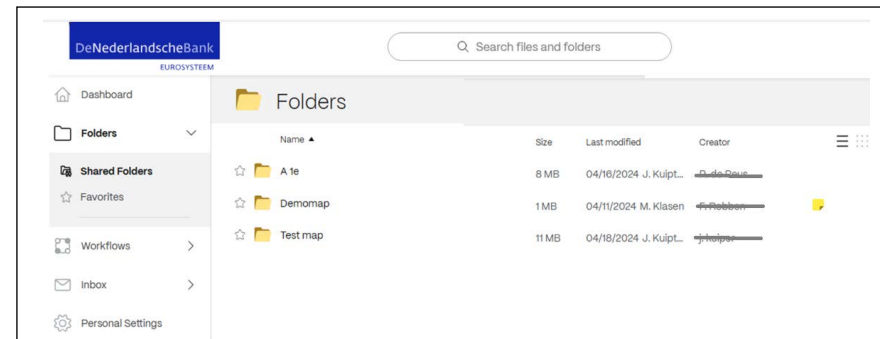 DeNederlandscheBank
EUROSYSTEEM
Search files and folders
Dashboard
Folders
Shared Folders
Favorites
Workflows
Inbox
Personal Settings
Folders
Name ▲ Size Last modified Creator
A 1e 8 MB 04/16/2024 J. Kuipt...
Demomap 1 MB 04/11/2024 M. Klasen F. Robben
Test map 11 MB 04/18/2024 J. Kuipt...